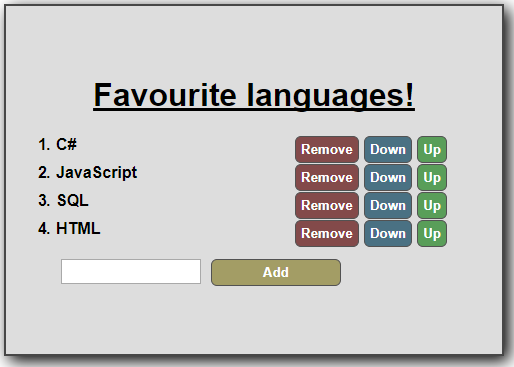 Favourite languages!
1. C# Remove Down Up
2. JavaScript Remove Down Up
3. SQL Remove Down Up
4. HTML Remove Down Up
Add